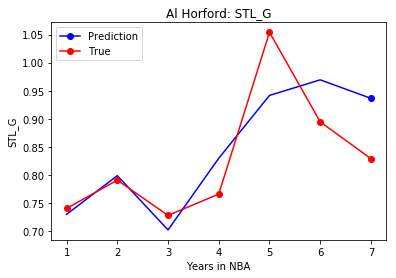 Al Horford: STL_G
Prediction
True
STL_G
1.05
1.00
0.95
0.90
0.85
0.80
0.75
0.70
1 2 3 4 5 6 7
Years in NBA